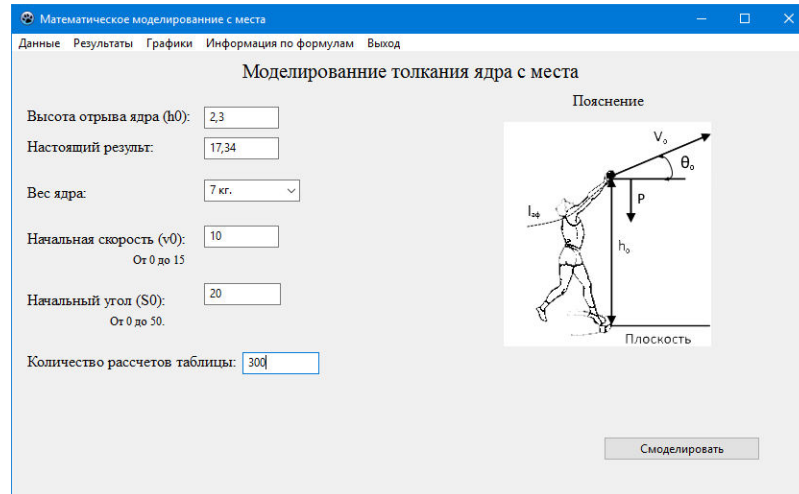 Математическое моделированние с места
Данные Результаты Графики Информация по формулам Выход
Моделированние толкания ядра с места
Пояснение
Высота отрыва ядра (h0): 2,3
Настоящий результ: 17,34
Вес ядра: 7 кг.
Начальная скорость (v0): 10
От 0 до 15
Начальный угол (S0): 20
От 0 до 50.
Количество рассчетов таблицы: 300
V₀
θ₀
P
lаф
h₀
Плоскость
Смоделировать